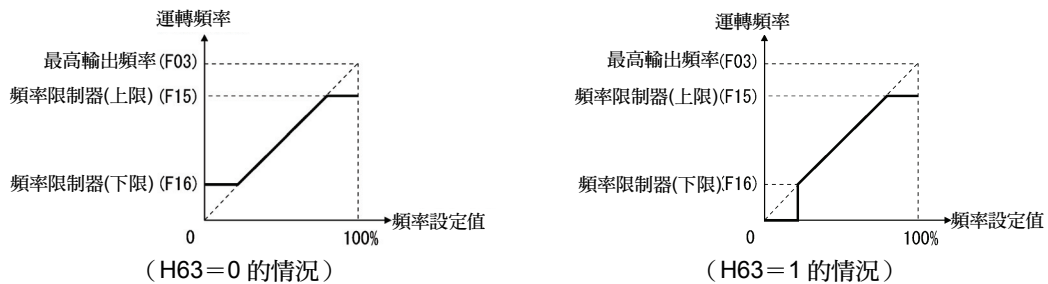 運轉頻率
最高輸出頻率(F03)
頻率限制器(上限)(F15)
頻率限制器(下限)(F16)
頻率設定值
0
100%
（H63＝0 的情況）
運轉頻率
最高輸出頻率(F03)
頻率限制器(上限)(F15)
頻率限制器(下限)(F16)
頻率設定值
0
100%
（H63＝1 的情況）